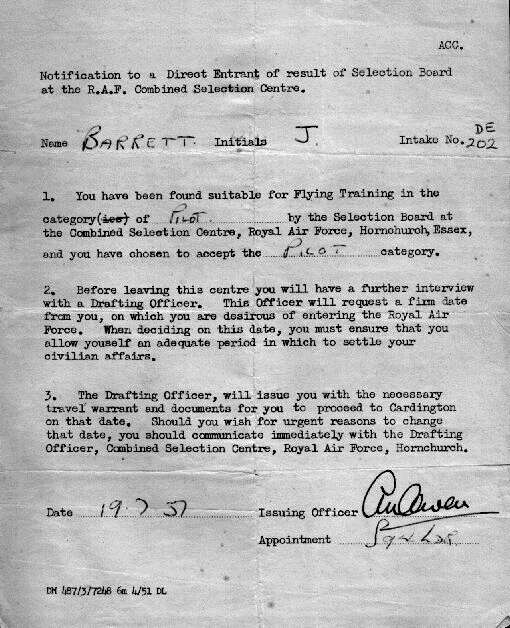 ACC.
Notification to a Direct Entrant of result of Selection Board
at the R.A.F. Combined Selection Centre.
Name BARRETT. Initials J. Intake No. DE 202
1. You have been found suitable for Flying Training in the
category(ies) of PILOT. by the Selection Board at
the Combined Selection Centre, Royal Air Force, Hornchurch, Essex,
and you have chosen to accept the PILOT category.
2. Before leaving this centre you will have a further interview
with a Drafting Officer. This Officer will request a firm date
from you, on which you are desirous of entering the Royal Air
Force. When deciding on this date, you must ensure that you
allow youself an adequate period in which to settle your
civilian affairs.
3. The Drafting Officer, will issue you with the necessary
travel warrant and documents for you to proceed to Cardington
on that date. Should you wish for urgent reasons to change
that date, you should communicate immediately with the Drafting
Officer, Combined Selection Centre, Royal Air Force, Hornchurch.
Date 19 7 51 Issuing Officer
Appointment
DM 487/3/7248 6m 4/51 DL